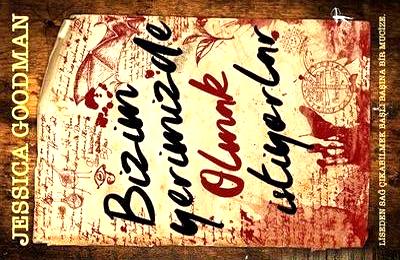 JESSICA GOODMAN
Bizim
yerimizde
Olmak
istiyorlar
LİSEDEN SAĞ ÇIKABİLMEK BAŞLI BAŞINA BİR MUCİZE.